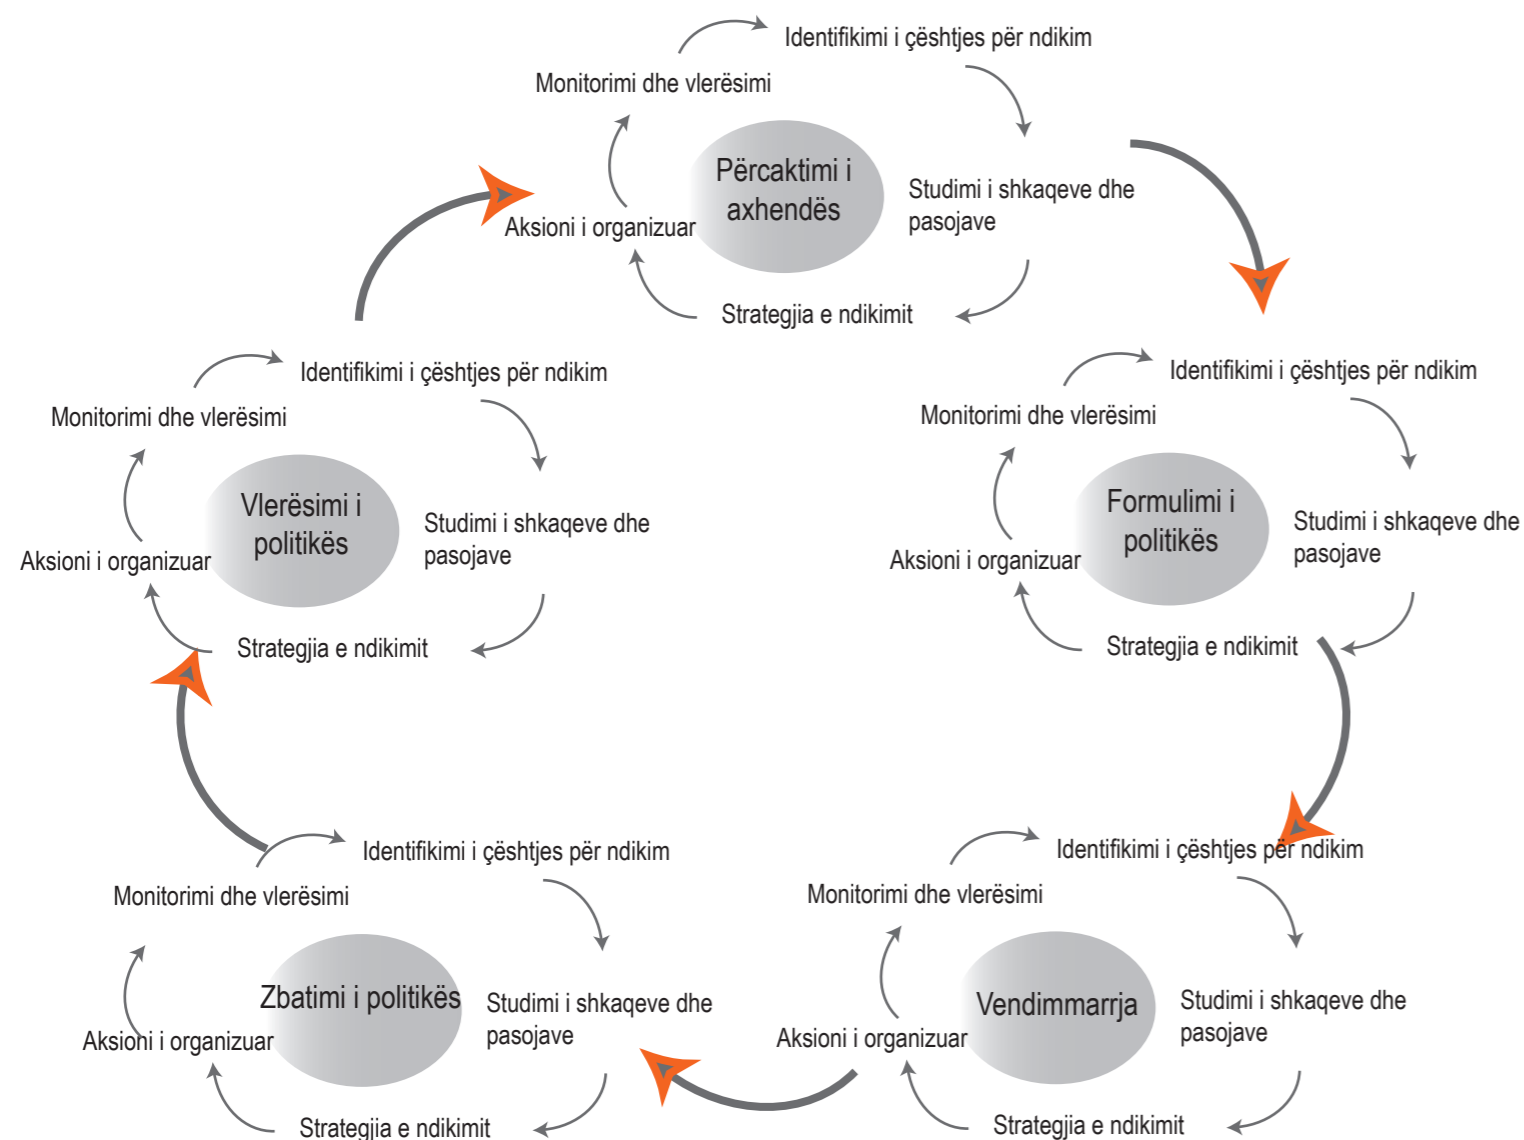 Identifikimi i çështjes për ndikim
Monitorimi dhe vlerësimi
Përcaktimi i
axhendës
Studimi i shkaqeve dhe
pasojave
Aksioni i organizuar
Strategjia e ndikimit
Identifikimi i çështjes për ndikim
Monitorimi dhe vlerësimi
Vlerësimi i
politikës
Studimi i shkaqeve dhe
pasojave
Aksioni i organizuar
Strategjia e ndikimit
Identifikimi i çështjes për ndikim
Monitorimi dhe vlerësimi
Formulimi i
politikës
Studimi i shkaqeve dhe
pasojave
Aksioni i organizuar
Strategjia e ndikimit
Identifikimi i çështjes për ndikim
Monitorimi dhe vlerësimi
Zbatimi i politikës
Studimi i shkaqeve dhe
pasojave
Aksioni i organizuar
Strategjia e ndikimit
Identifikimi i çështjes për ndikim
Monitorimi dhe vlerësimi
Vendimmarrja
Studimi i shkaqeve dhe
pasojave
Aksioni i organizuar
Strategjia e ndikimit